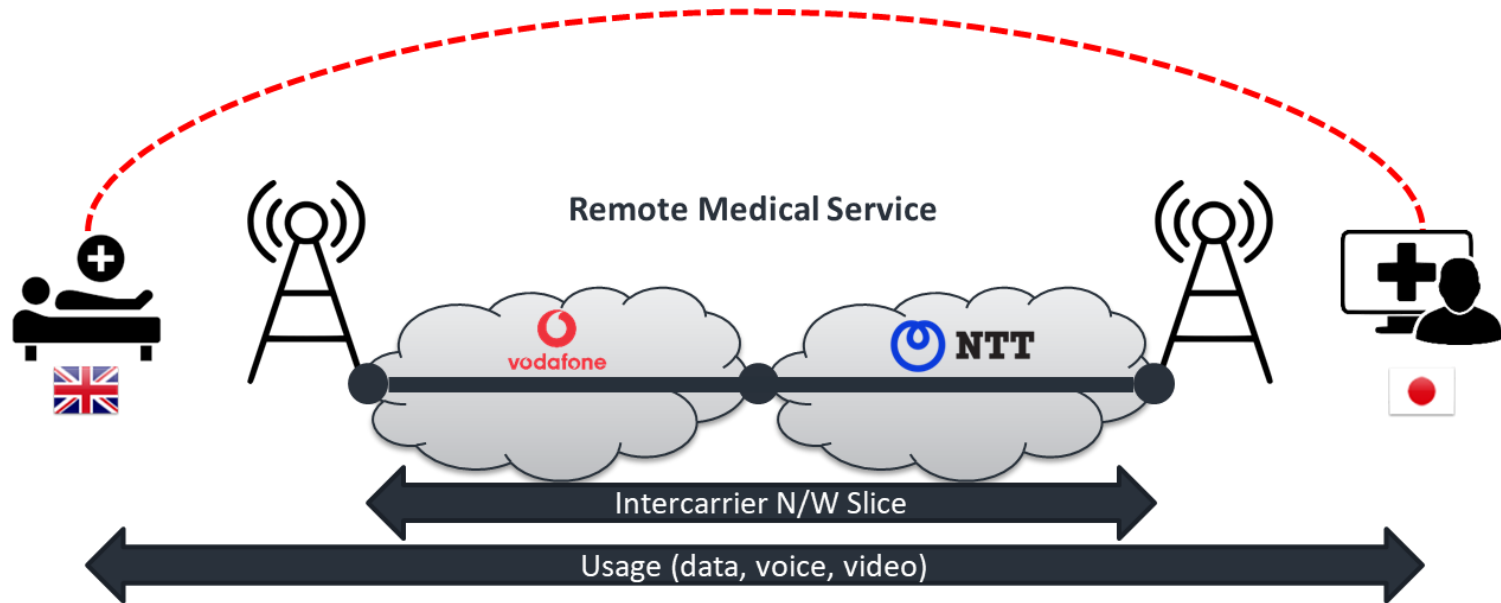 Remote Medical Service
vodafone
NTT
Intercarrier N/W Slice
Usage (data, voice, video)